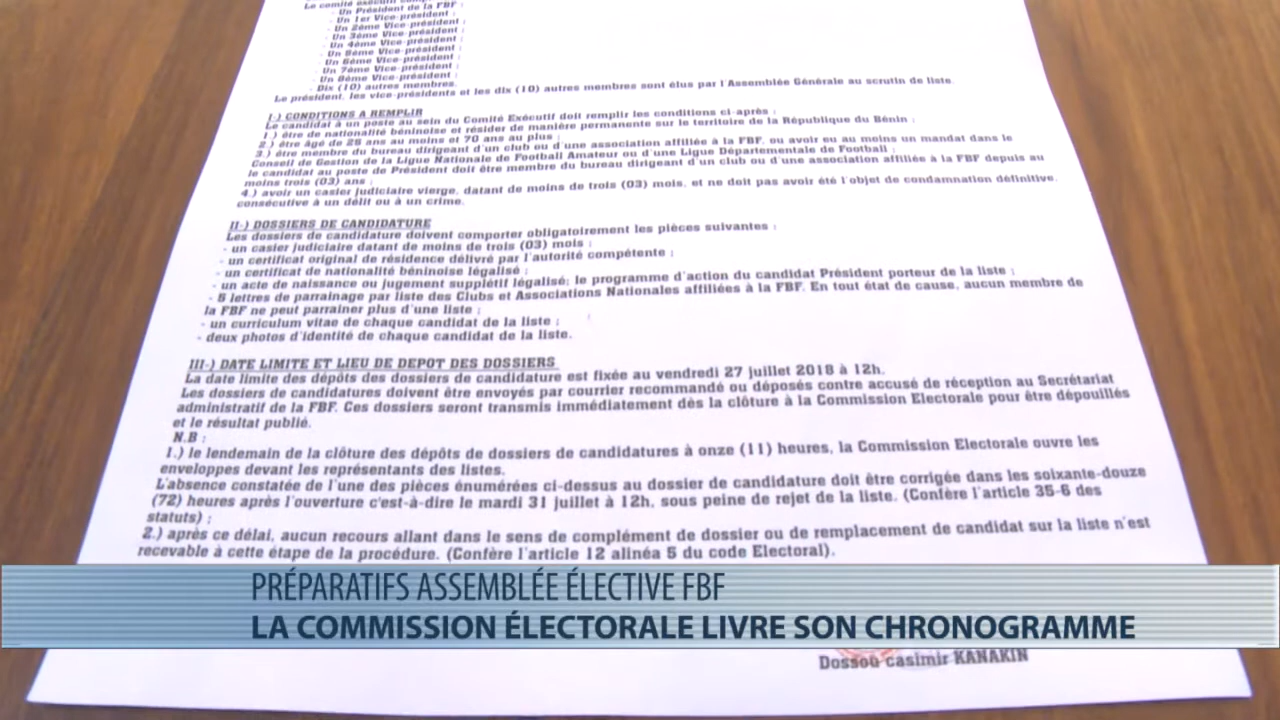 Le comité exécutif
- Un Président de la FBF ;
- Un 1er Vice-président ;
- Un 2ème Vice-président ;
- Un 3ème Vice-président ;
- Un 4ème Vice-président ;
- Un 5ème Vice-président ;
- Un 6ème Vice-président ;
- Un 7ème Vice-président ;
- Un 8ème Vice-président ;
- Dix (10) autres membres.
Le président, les vice-présidents et les dix (10) autres membres sont élus par l'Assemblée Générale au scrutin de liste.
I-) CONDITIONS A REMPLIR
Le candidat à un poste au sein du Comité Exécutif doit remplir les conditions ci-après :
1.) être de nationalité béninoise et résider de manière permanente sur le territoire de la République du Bénin ;
2.) être âgé de 25 ans au moins et 70 ans au plus ;
3.) être membre du bureau dirigeant d'un club ou d'une association affiliée à la FBF, ou avoir eu au moins un mandat dans le
Conseil de Gestion de la Ligue Nationale de Football Amateur ou d'une Ligue Départementale de Football ;
le candidat au poste de Président doit être membre du bureau dirigeant d'un club ou d'une association affiliée à la FBF depuis au
moins trois (03) ans ;
4.) avoir un casier judiciaire vierge, datant de moins de trois (03) mois, et ne doit pas avoir été l'objet de condamnation définitive,
consécutive à un délit ou à un crime.
II-) DOSSIERS DE CANDIDATURE
Les dossiers de candidature doivent comporter obligatoirement les pièces suivantes :
- un casier judiciaire datant de moins de trois (03) mois ;
- un certificat original de résidence délivré par l'autorité compétente ;
- un certificat de nationalité béninoise légalisé ;
- un acte de naissance ou jugement supplétif légalisé; le programme d'action du candidat Président porteur de la liste ;
- 5 lettres de parrainage par liste des Clubs et Associations Nationales affiliées à la FBF. En tout état de cause, aucun membre de
la FBF ne peut parrainer plus d'une liste ;
- un curriculum vitae de chaque candidat de la liste ;
- deux photos d'identité de chaque candidat de la liste.
III-) DATE LIMITE ET LIEU DE DEPOT DES DOSSIERS
La date limite des dépôts des dossiers de candidature est fixée au vendredi 27 juillet 2018 à 12h.
Les dossiers de candidatures doivent être envoyés par courrier recommandé ou déposés contre accusé de réception au Secrétariat
administratif de la FBF. Ces dossiers seront transmis immédiatement dès la clôture à la Commission Electorale pour être dépouillés
et le résultat publié.
N.B :
1.) le lendemain de la clôture des dépôts de dossiers de candidatures à onze (11) heures, la Commission Electorale ouvre les
enveloppes devant les représentants des listes.
L'absence constatée de l'une des pièces énumérées ci-dessus au dossier de candidature doit être corrigée dans les soixante-douze
(72) heures après l'ouverture c'est-à-dire le mardi 31 juillet à 12h, sous peine de rejet de la liste. (Confère l'article 35-6 des
statuts) ;
2.) après ce délai, aucun recours allant dans le sens de complément de dossier ou de remplacement de candidat sur la liste n'est
recevable à cette étape de la procédure. (Confère l'article 12 alinéa 5 du code Electoral).
PRÉPARATIFS ASSEMBLÉE ÉLECTIVE FBF
LA COMMISSION ÉLECTORALE LIVRE SON CHRONOGRAMME
Dossou casimir KANAKIN